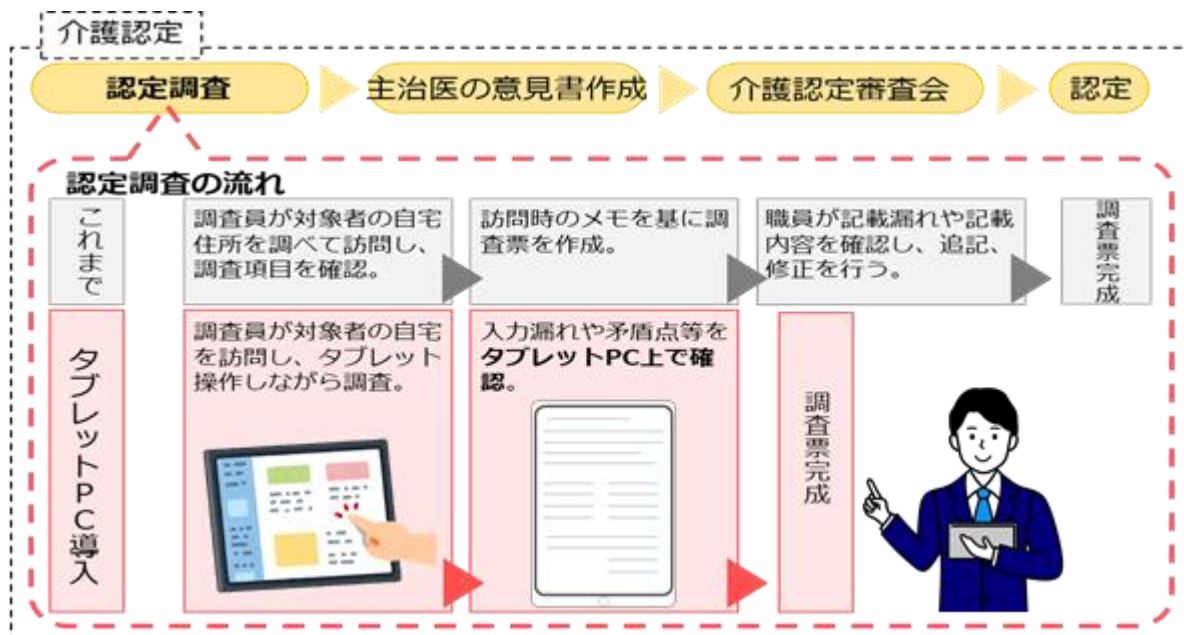 介護認定
認定調査
主治医の意見書作成
介護認定審査会
認定
認定調査の流れ
これまで
調査員が対象者の自宅
住所を調べて訪問し、
調査項目を確認。
訪問時のメモを基に調
査票を作成。
職員が記載漏れや記載
内容を確認し、追記、
修正を行う。
調査票完成
タブレットPC導入
調査員が対象者の自宅
を訪問し、タブレット
操作しながら調査。
入力漏れや矛盾点等を
タブレットPC上で確
認。
調査票完成